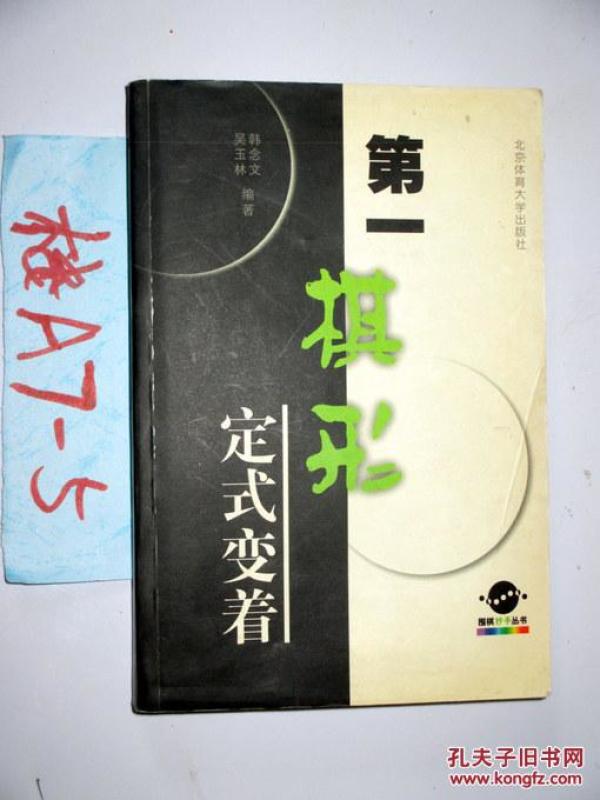 第一
棋形
定式变着
韩念文
吴玉林
编著
北京体育大学出版社
围棋妙手丛书
楼A7-5
孔夫子旧书网
www.kongfz.com